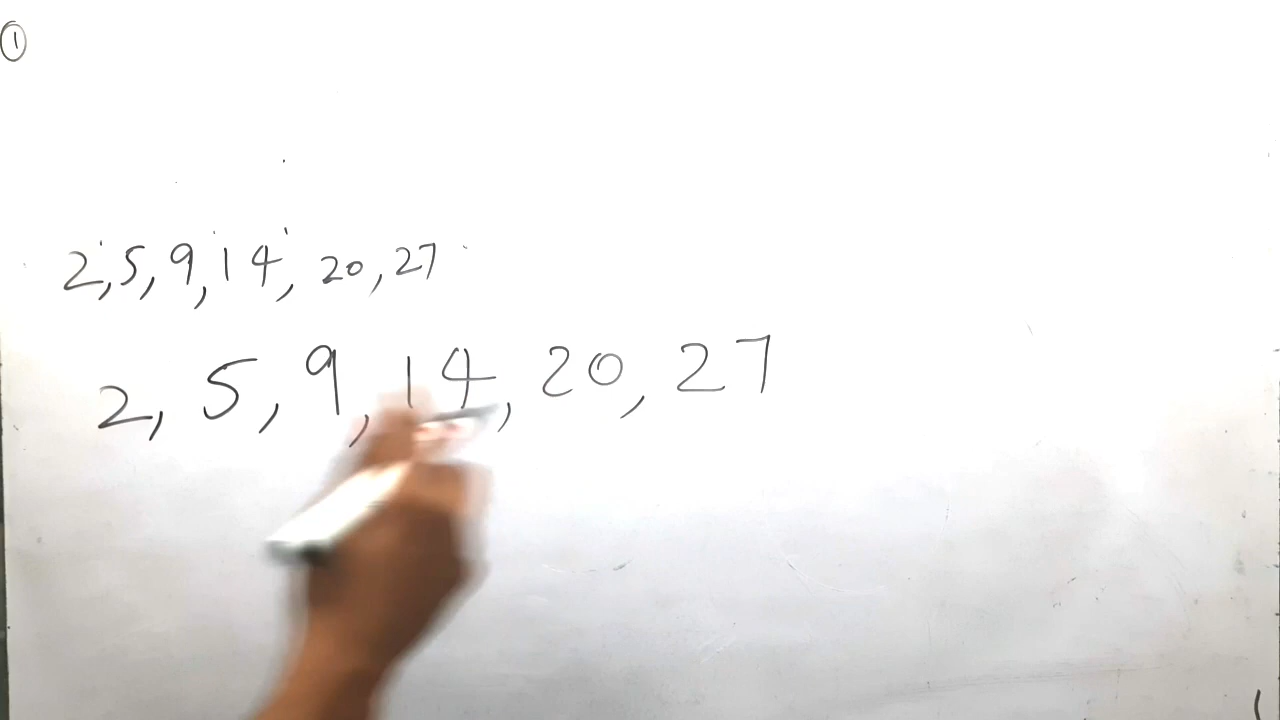 ①
2, 5, 9, 14, 20, 27
2, 5, 9, 14, 20, 27